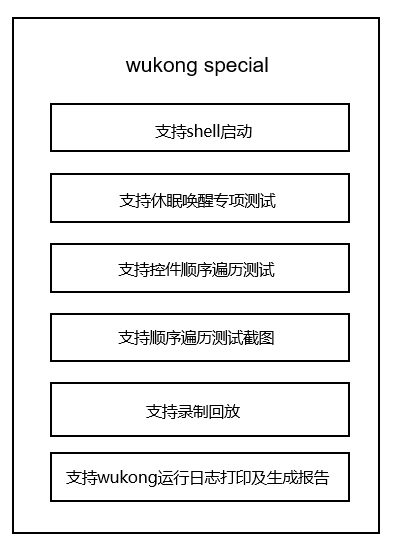 wukong special
支持shell启动
支持休眠唤醒专项测试
支持控件顺序遍历测试
支持顺序遍历测试截图
支持录制回放
支持wukong运行日志打印及生成报告